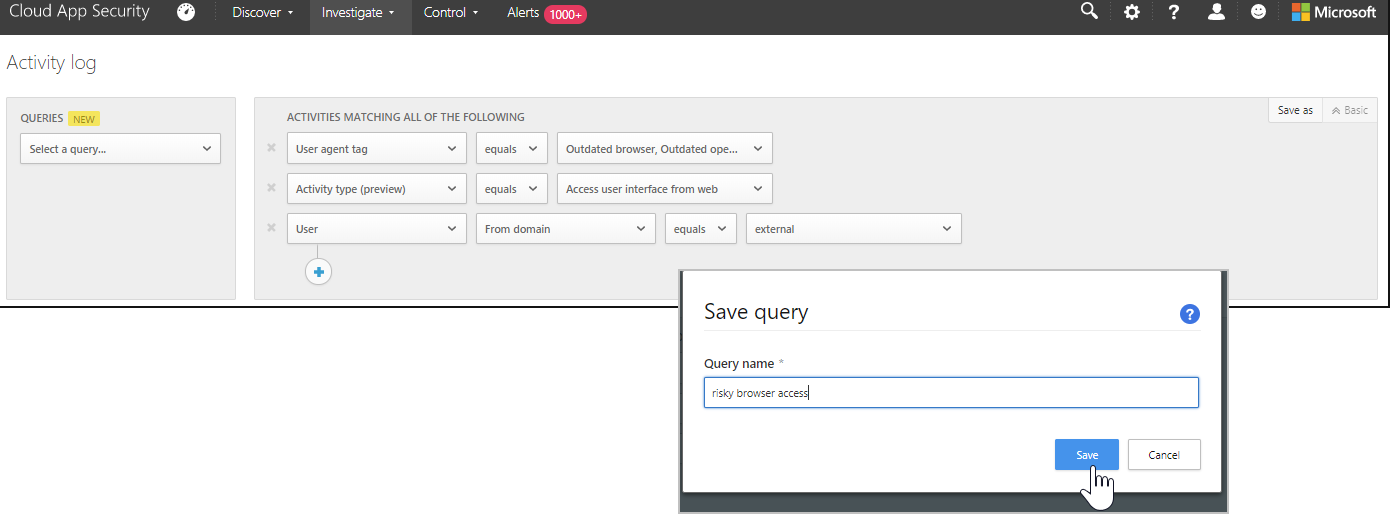 Cloud App Security Discover Investigate Control Alerts 1000+ ? Microsoft
Activity log
QUERIES NEW
Select a query...
ACTIVITIES MATCHING ALL OF THE FOLLOWING
Save as Basic
User agent tag equals Outdated browser, Outdated ope...
Activity type (preview) equals Access user interface from web
User From domain equals external
Save query ?
Query name *
risky browser access
Save Cancel